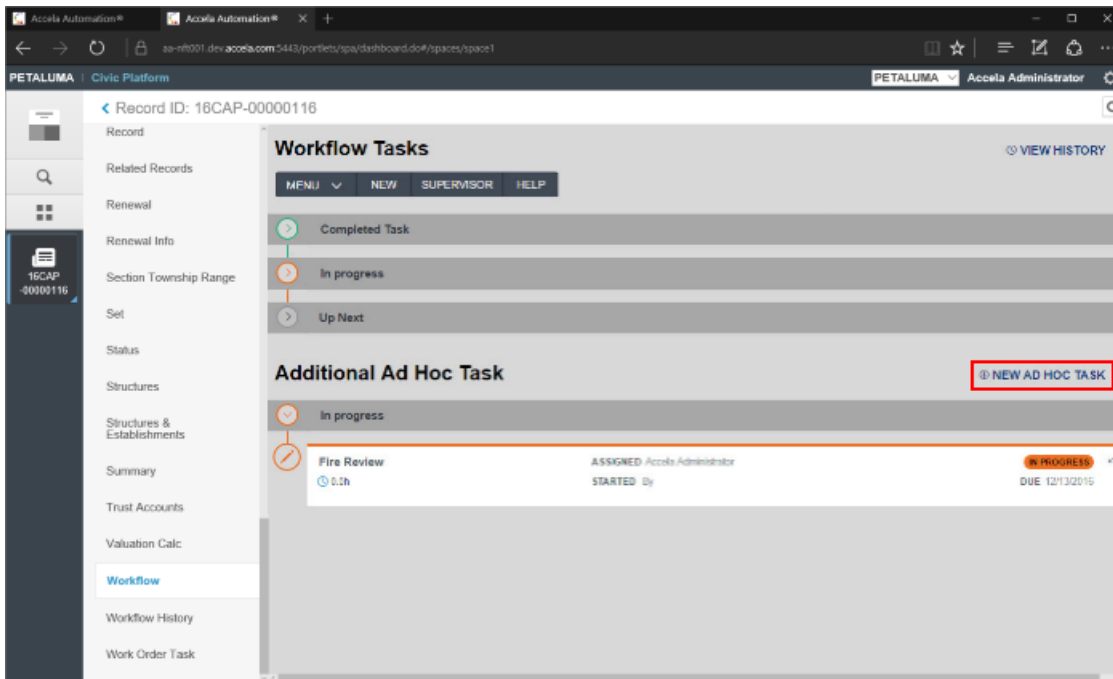 Accela Automation®
Accela Automation®
aa-nft001.dev.accela.com:5443/portlets/spa/dashboard.do#/spaces/space1
PETALUMA Civic Platform
PETALUMA
Accela Administrator
Record ID: 16CAP-00000116
16CAP
-00000116
Record
Related Records
Renewal
Renewal Info
Section Township Range
Set
Status
Structures
Structures &
Establishments
Summary
Trust Accounts
Valuation Calc
Workflow
Workflow History
Work Order Task
Workflow Tasks
VIEW HISTORY
MENU NEW SUPERVISOR HELP
Completed Task
In progress
Up Next
Additional Ad Hoc Task
NEW AD HOC TASK
In progress
Fire Review
ASSIGNED Accela Administrator
IN PROGRESS
0.0h
STARTED By
DUE 12/13/2016